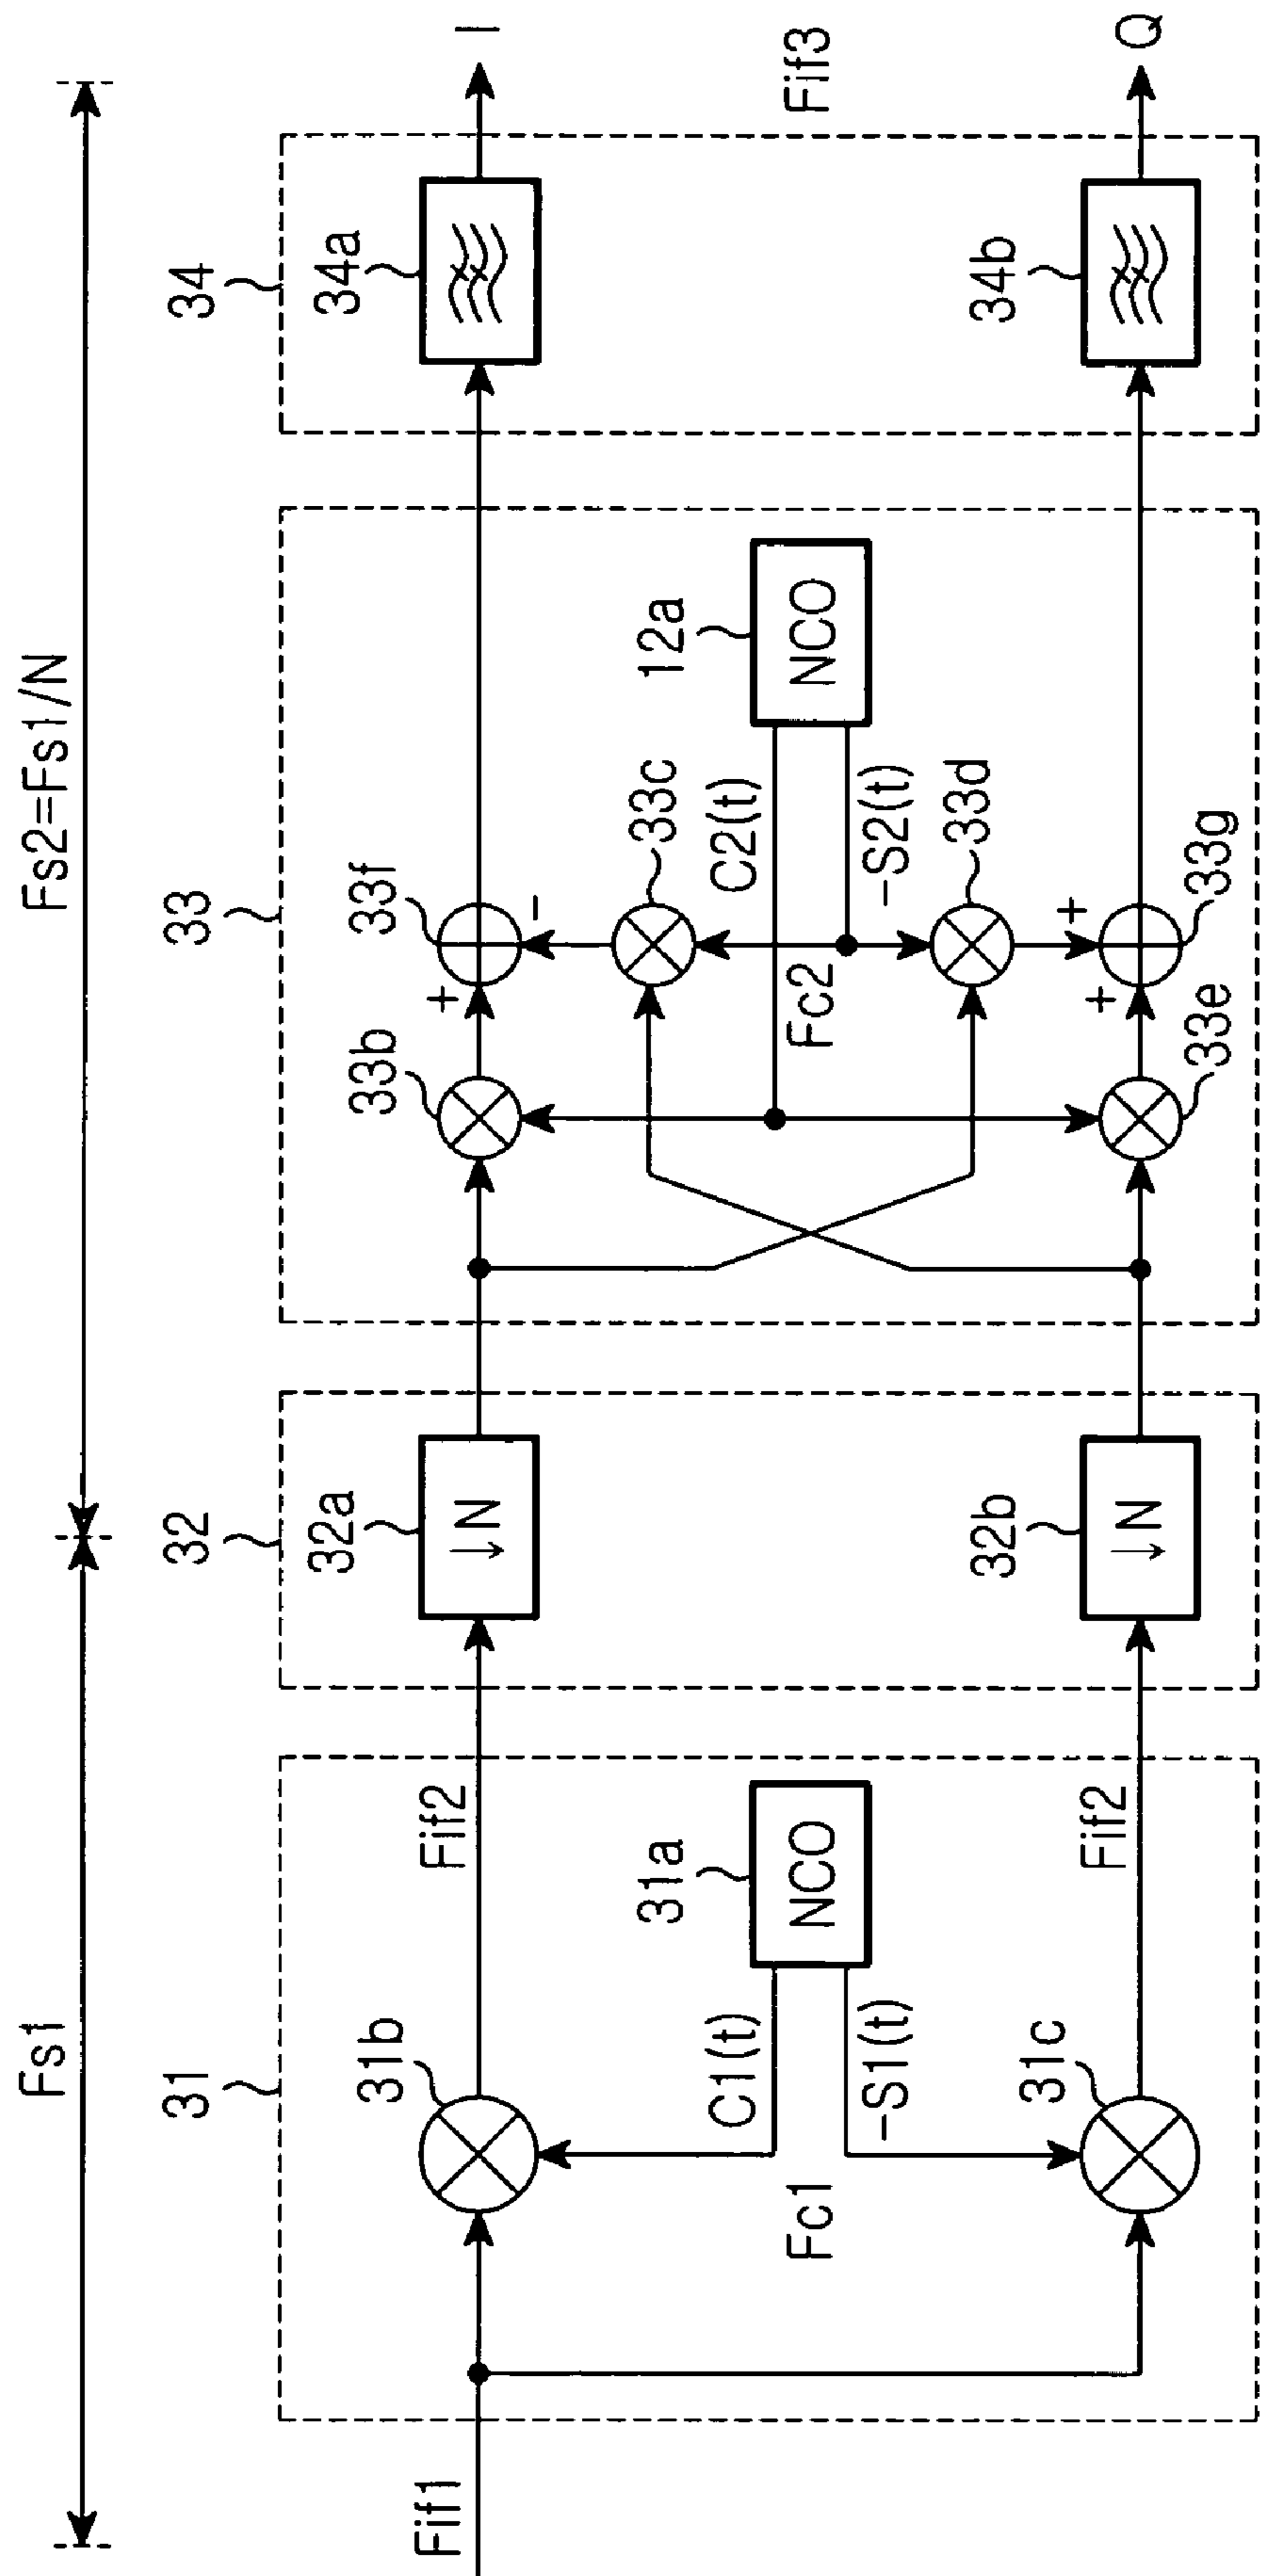 Fs1
Fs2=Fs1/N
31
32
33
34
Fif1
31b
Fif2
32a
↓N
33b
+
33f
-
34a
I
31a
NCO
C1(t)
-S1(t)
Fc1
33c
C2(t)
Fc2
-S2(t)
33d
12a
NCO
Fif3
31c
Fif2
32b
↓N
33e
+
+
33g
34b
Q